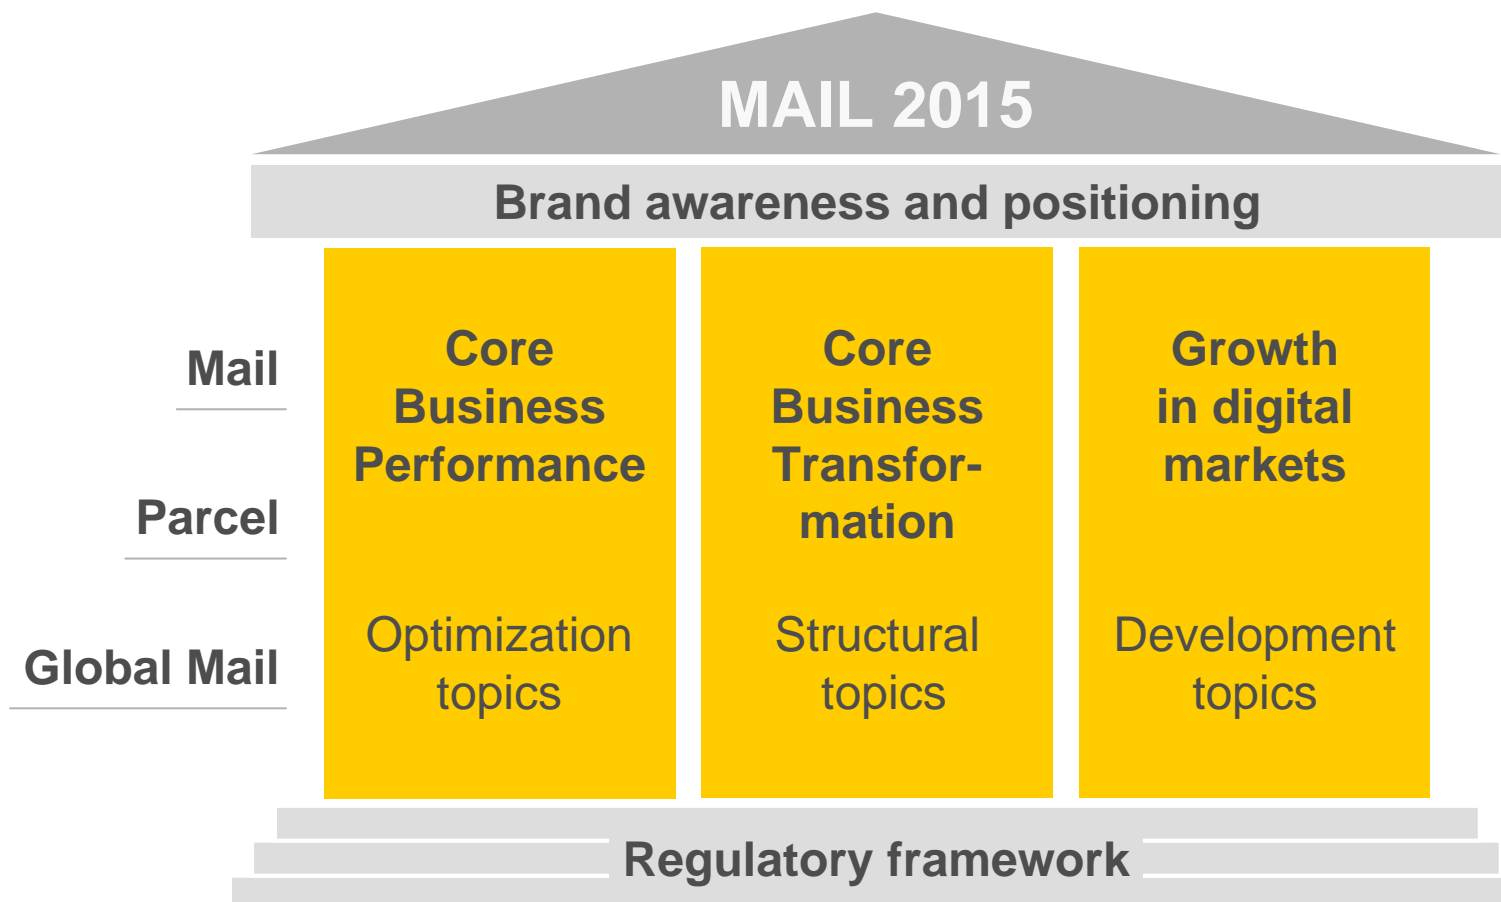 MAIL 2015
Brand awareness and positioning
Mail
Parcel
Global Mail
Core
Business
Performance
Optimization
topics
Core
Business
Transfor-
mation
Structural
topics
Growth
in digital
markets
Development
topics
Regulatory framework